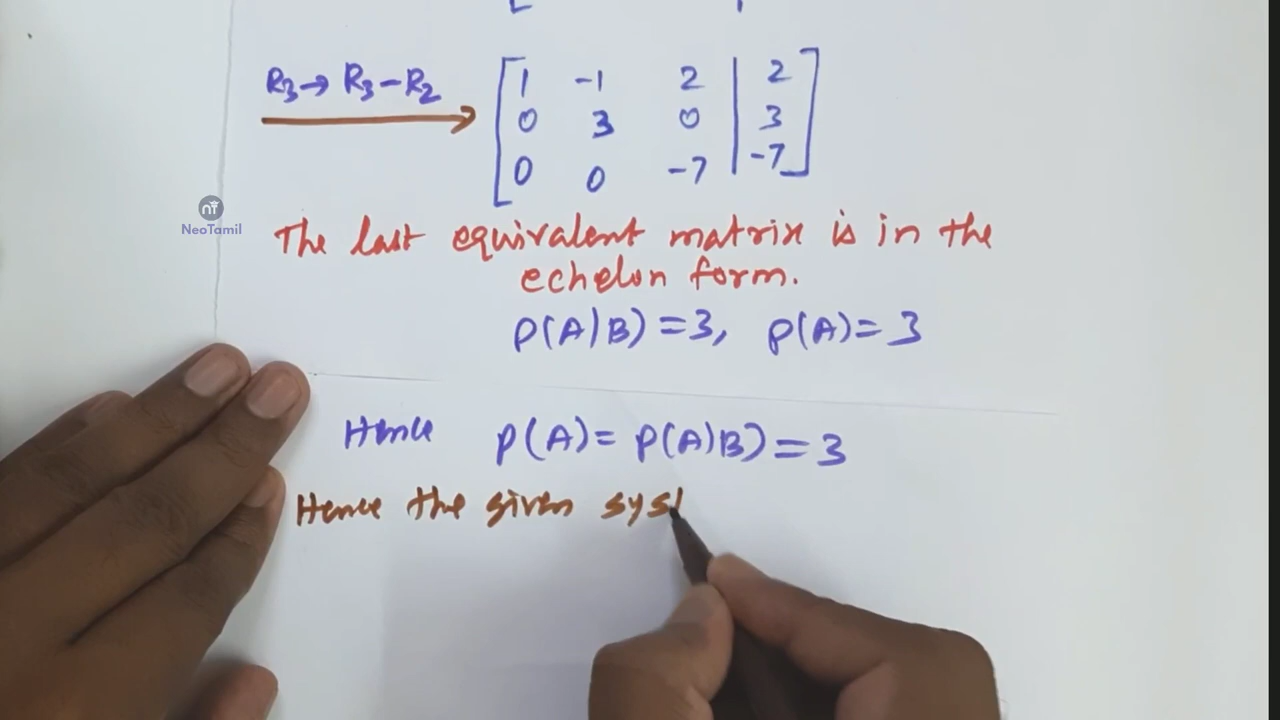 R3→ R3-R2
1 -1 2 | 2
0 3 0 | 3
0 0 -7 | -7
NeoTamil
The last equivalent matrix is in the
echelon form.
ρ(A|B) = 3, ρ(A) = 3
Hence ρ(A) = ρ(A|B) = 3
Hence the given syst